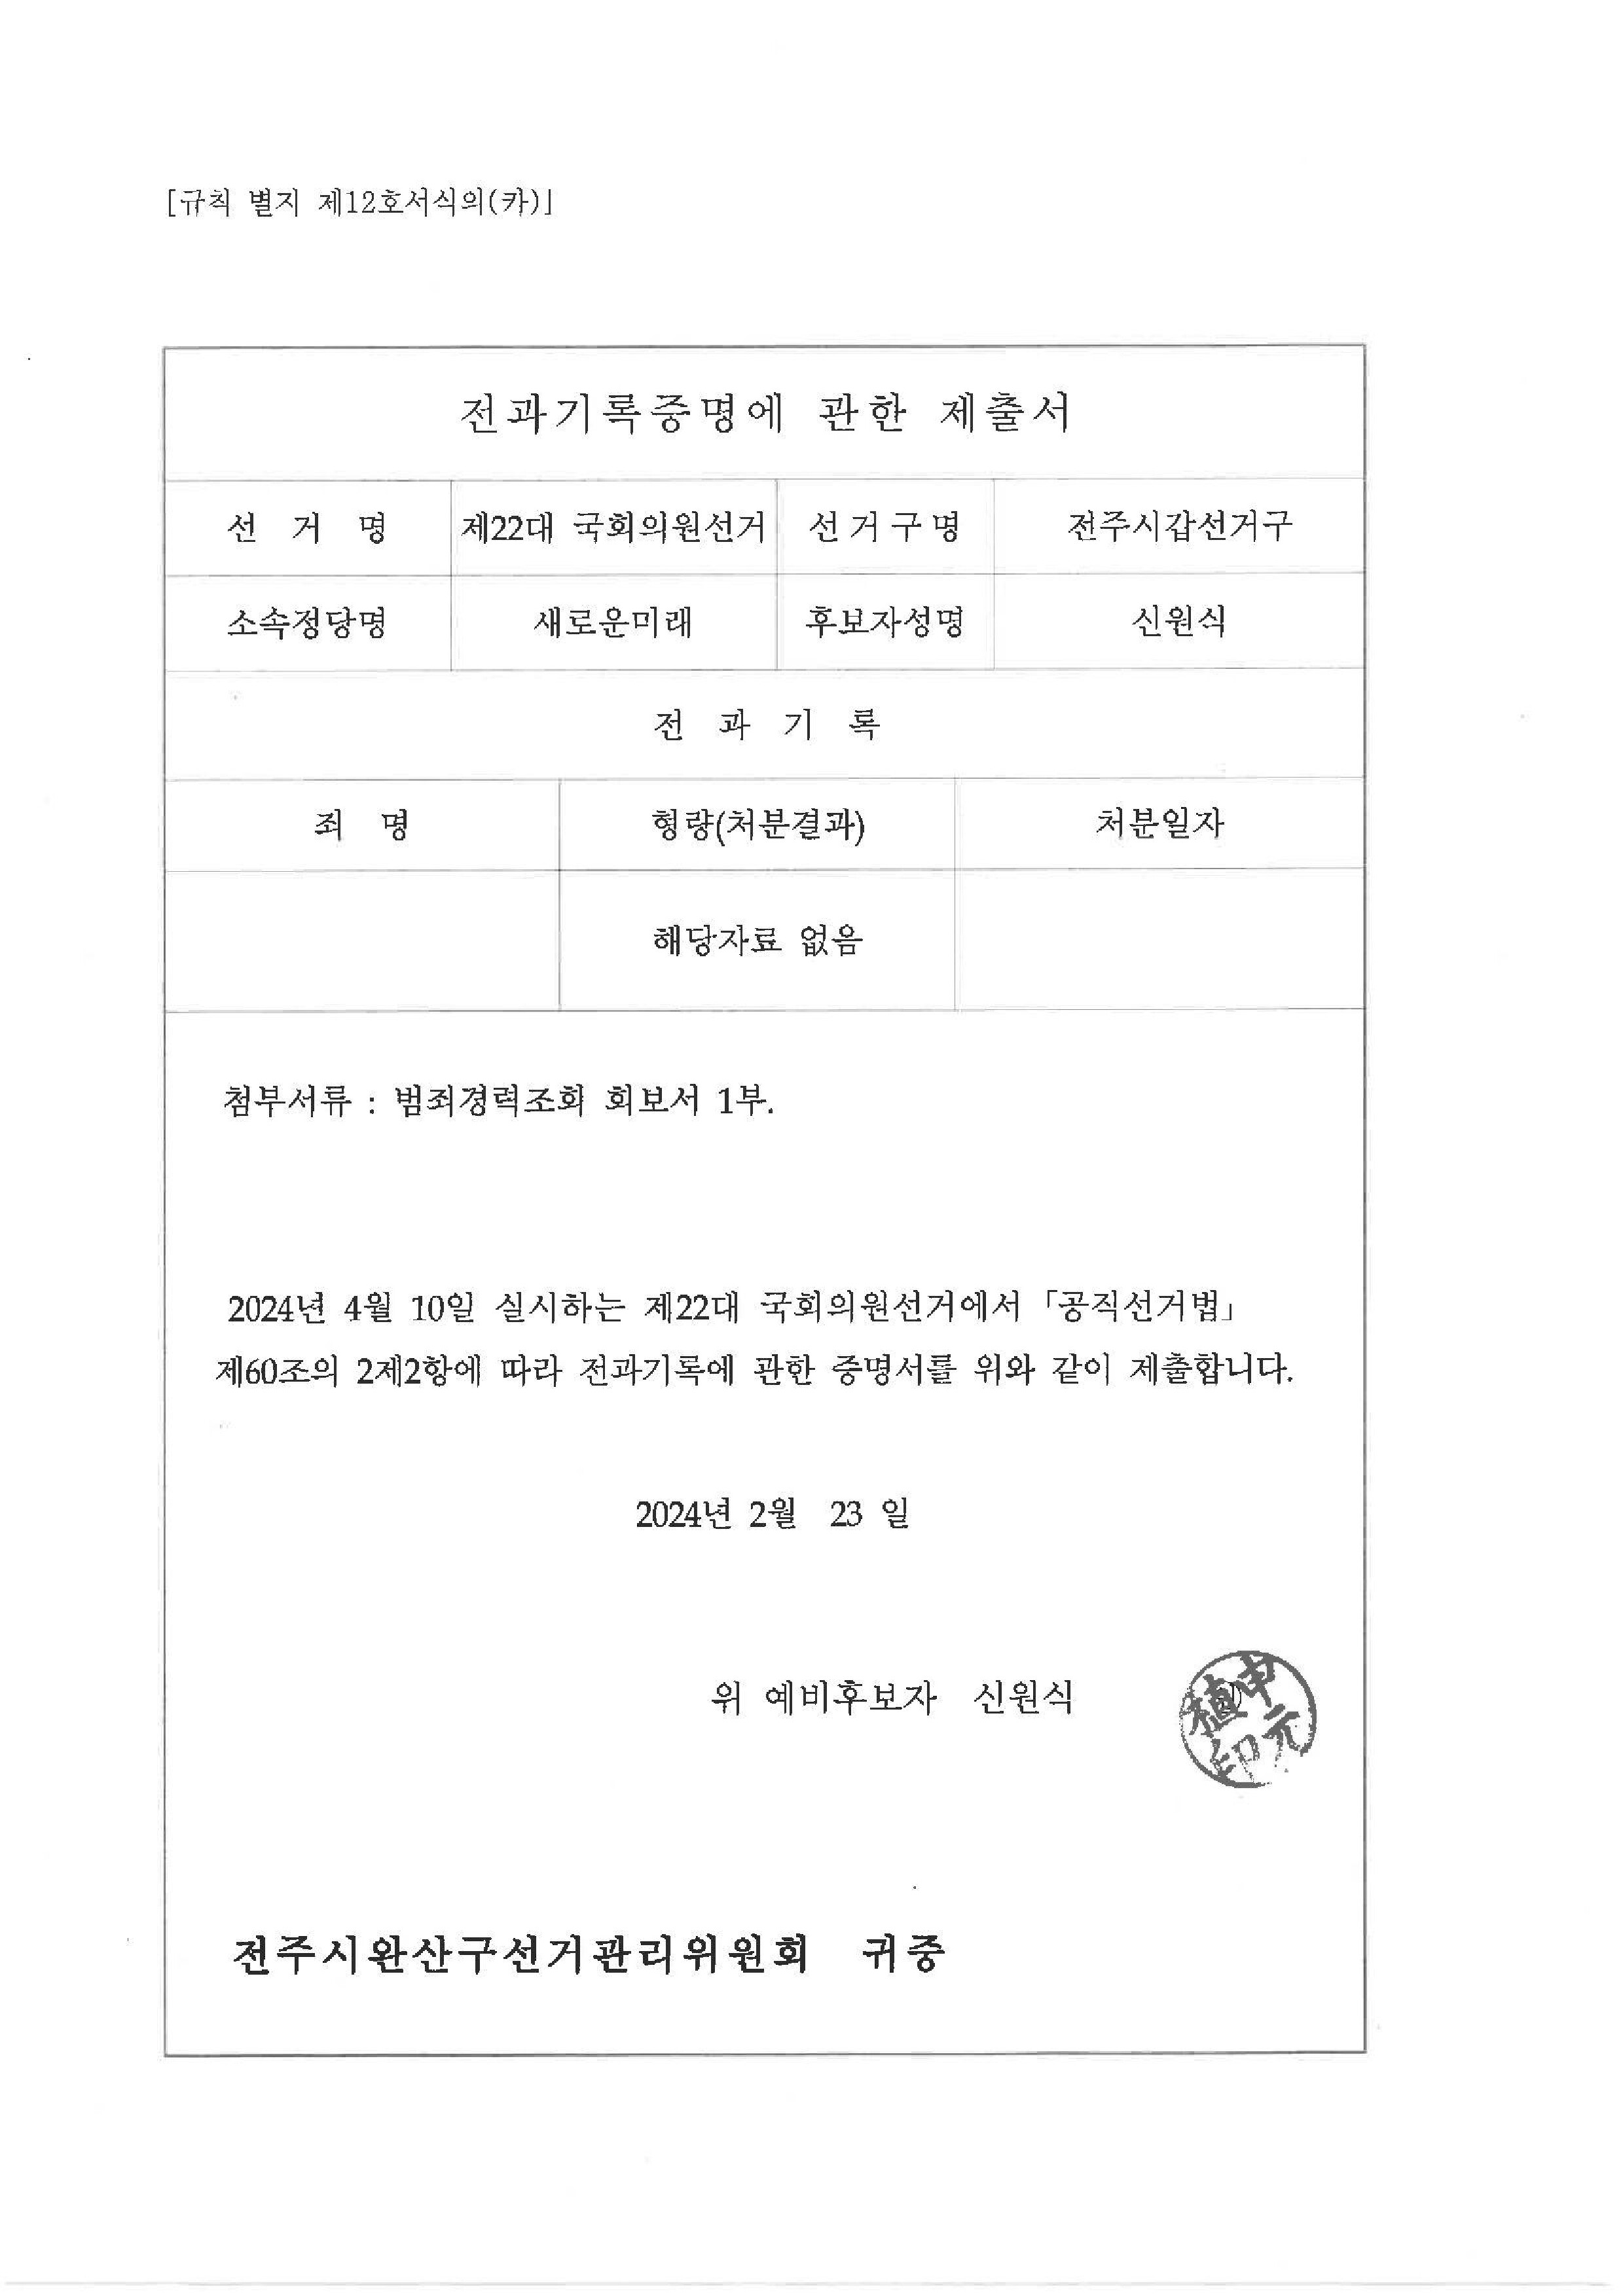 [규칙 별지 제12호서식의(카)]
전과기록증명에 관한 제출서
선 거 명 제22대 국회의원선거 선거구명 전주시갑선거구
소속정당명 새로운미래 후보자성명 신원식
전 과 기 록
죄 명 형량(처분결과) 처분일자
해당자료 없음
첨부서류 : 범죄경력조회 회보서 1부.
2024년 4월 10일 실시하는 제22대 국회의원선거에서「공직선거법」
제60조의 2제2항에 따라 전과기록에 관한 증명서를 위와 같이 제출합니다.
2024년 2월 23 일
위 예비후보자 신원식
申元植印
전주시완산구선거관리위원회 귀중